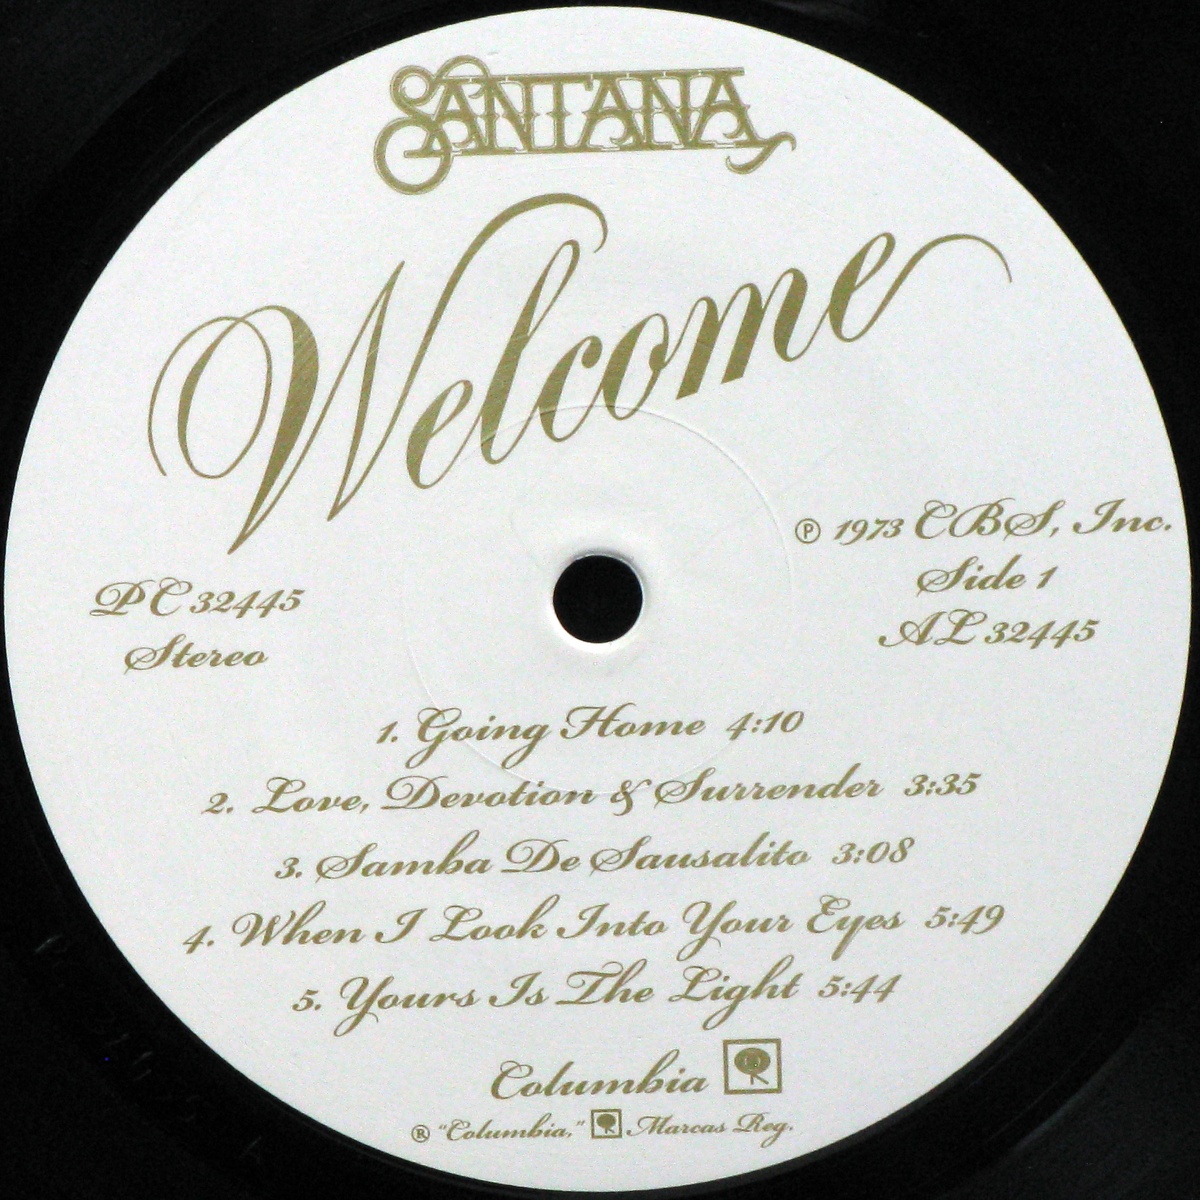 SANTANA
Welcome
℗ 1973 CBS, Inc.
Side 1
AL 32445
PC 32445
Stereo
1. Going Home 4:10
2. Love, Devotion & Surrender 3:35
3. Samba De Sausalito 3:08
4. When I Look Into Your Eyes 5:49
5. Yours Is The Light 5:44
Columbia
® "Columbia," Marcas Reg.